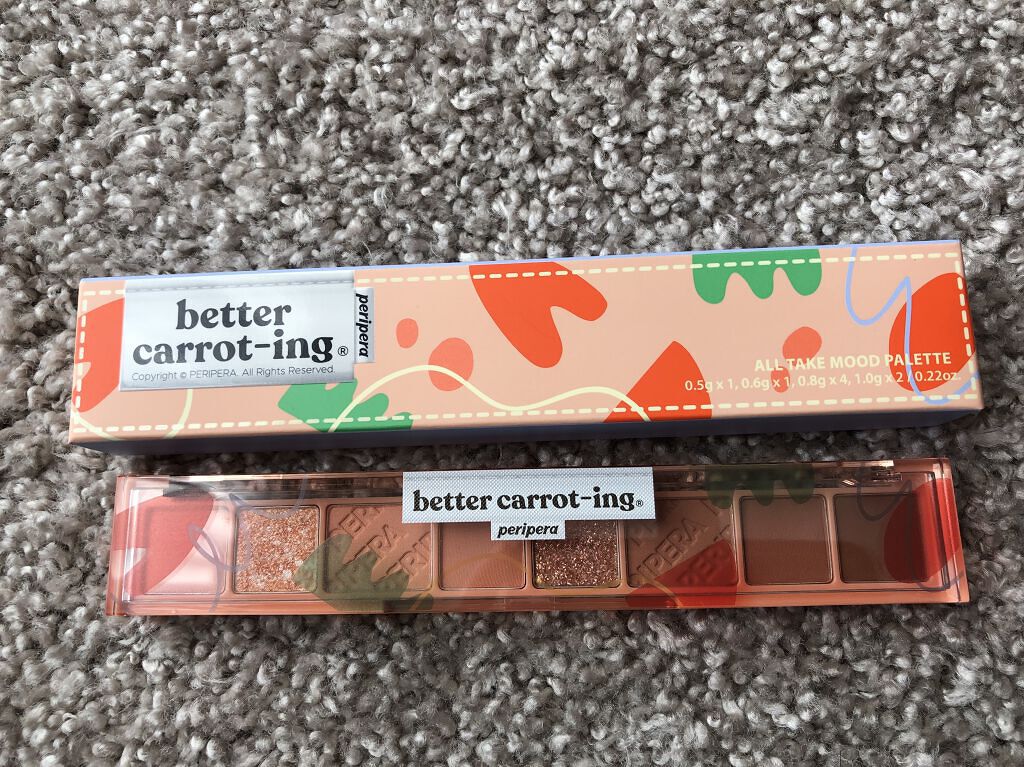 better
carrot-ing®
peripera
Copyright © PERIPERA. All Rights Reserved.
ALL TAKE MOOD PALETTE
0.5g x 1, 0.6g x 1, 0.8g x 4, 1.0g x 2 / 0.22oz.
better carrot-ing®
peripera
PERIPERA